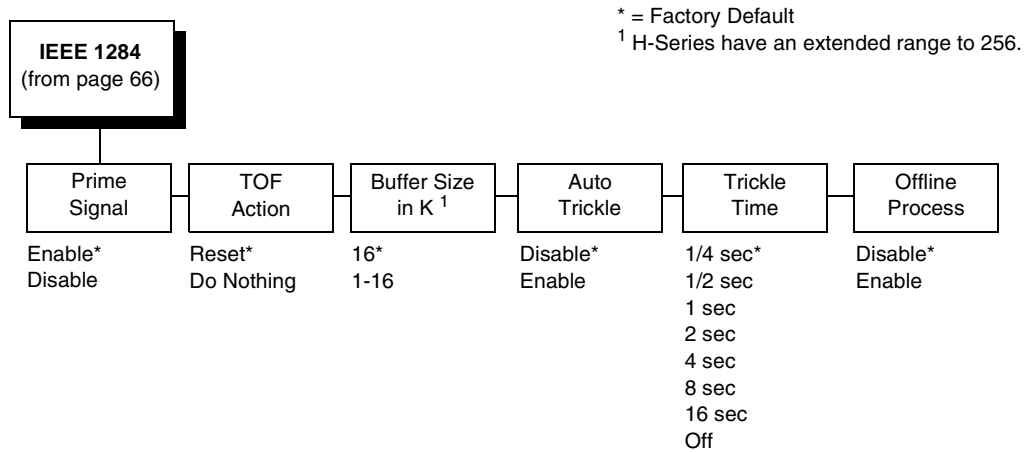 * = Factory Default
1 H-Series have an extended range to 256.
IEEE 1284
(from page 66)
Prime
Signal
Enable*
Disable
TOF
Action
Reset*
Do Nothing
Buffer Size
in K 1
16*
1-16
Auto
Trickle
Disable*
Enable
Trickle
Time
1/4 sec*
1/2 sec
1 sec
2 sec
4 sec
8 sec
16 sec
Off
Offline
Process
Disable*
Enable